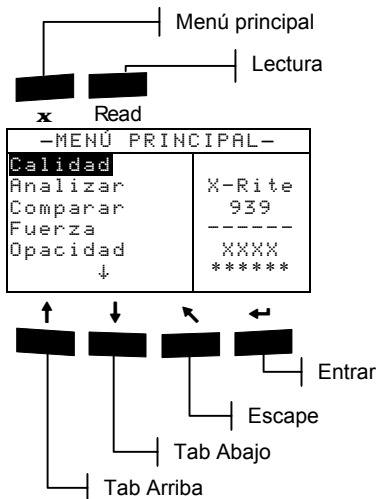 Menú principal
Lectura
x Read
–MENÚ PRINCIPAL–
Calidad
Analizar X-Rite
Comparar 939
Fuerza ------
Opacidad XXXX
↓ ******
↑ ↓ ↖ ↵
Entrar
Escape
Tab Abajo
Tab Arriba